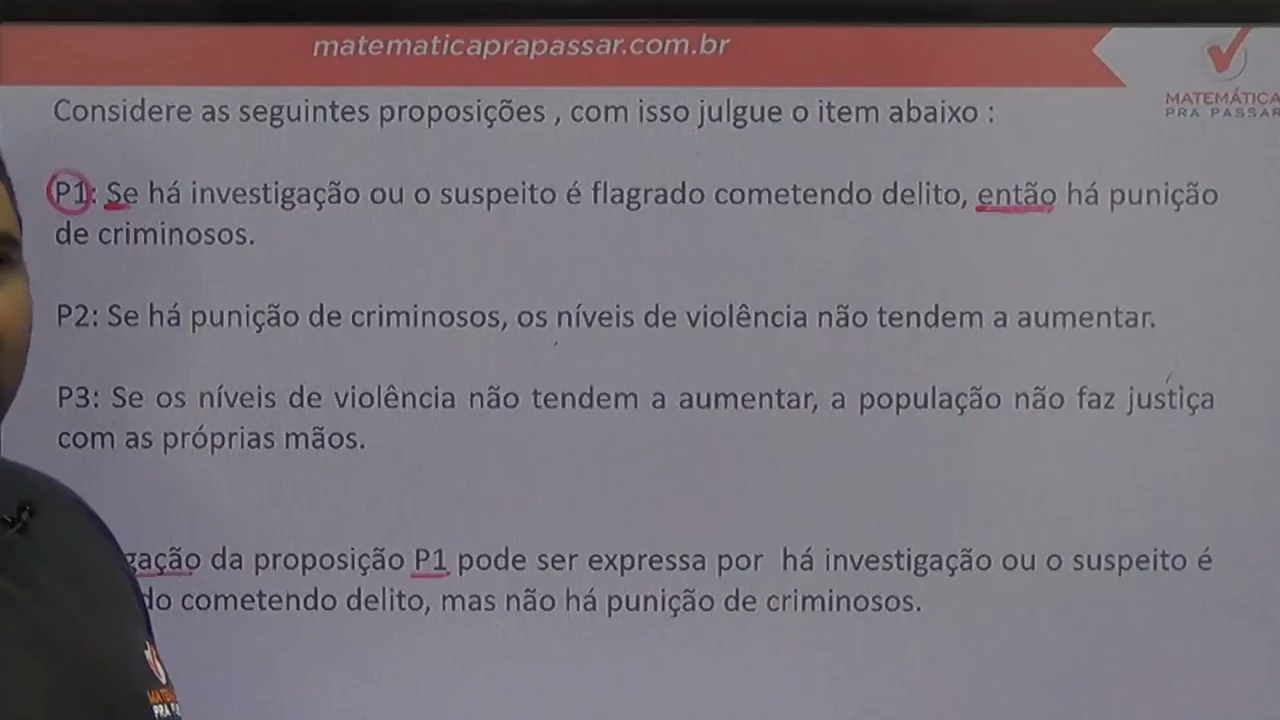 matematicaprapassar.com.br
MATEMÁTICA
PRA PASSAR
Considere as seguintes proposições , com isso julgue o item abaixo :
P1: Se há investigação ou o suspeito é flagrado cometendo delito, então há punição
de criminosos.
P2: Se há punição de criminosos, os níveis de violência não tendem a aumentar.
P3: Se os níveis de violência não tendem a aumentar, a população não faz justiça
com as próprias mãos.
da proposição P1 pode ser expressa por há investigação ou o suspeito é
cometendo delito, mas não há punição de criminosos.